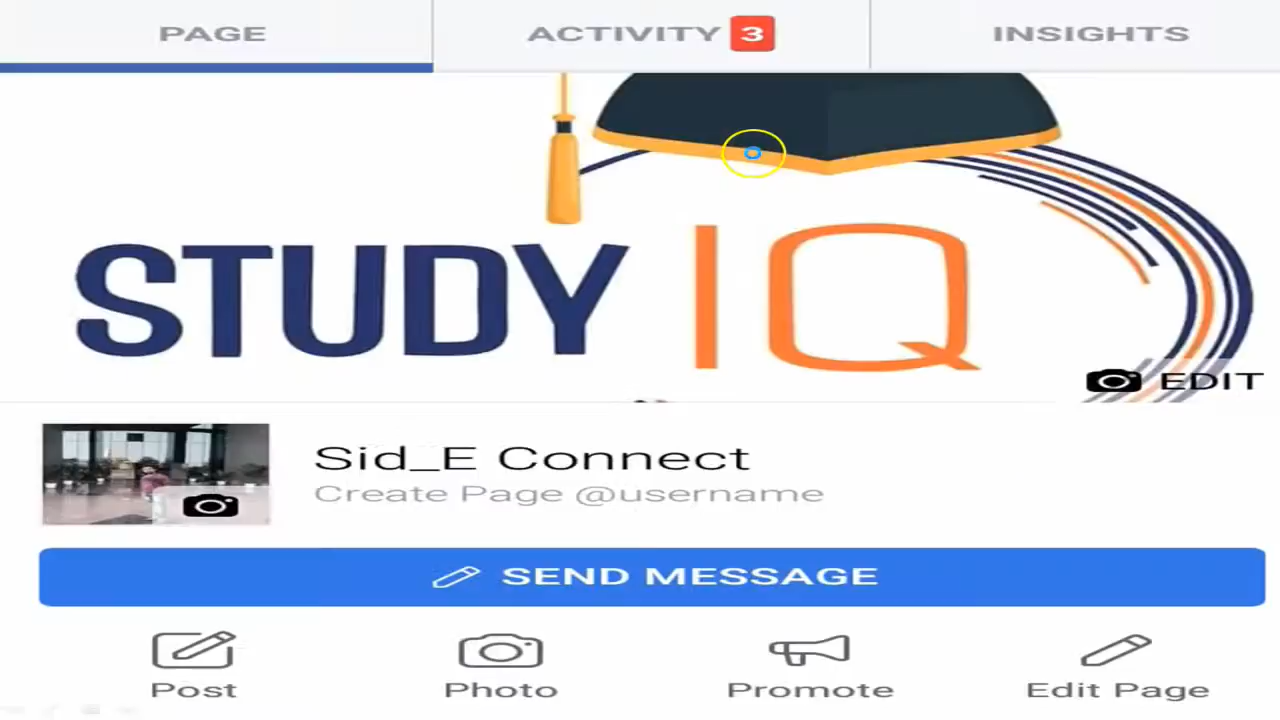 PAGE
ACTIVITY 3
INSIGHTS
STUDY IQ
EDIT
Sid_E Connect
Create Page @username
SEND MESSAGE
Post
Photo
Promote
Edit Page